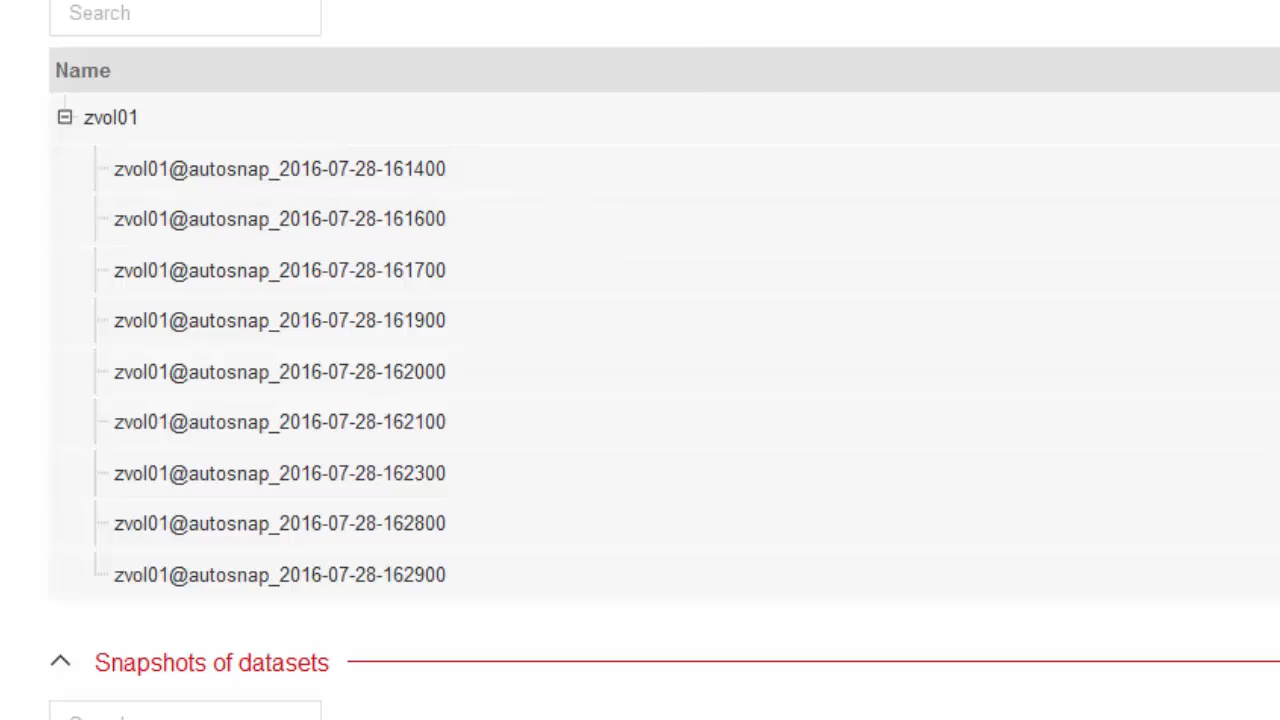 Search
Name
zvol01
zvol01@autosnap_2016-07-28-161400
zvol01@autosnap_2016-07-28-161600
zvol01@autosnap_2016-07-28-161700
zvol01@autosnap_2016-07-28-161900
zvol01@autosnap_2016-07-28-162000
zvol01@autosnap_2016-07-28-162100
zvol01@autosnap_2016-07-28-162300
zvol01@autosnap_2016-07-28-162800
zvol01@autosnap_2016-07-28-162900
Snapshots of datasets